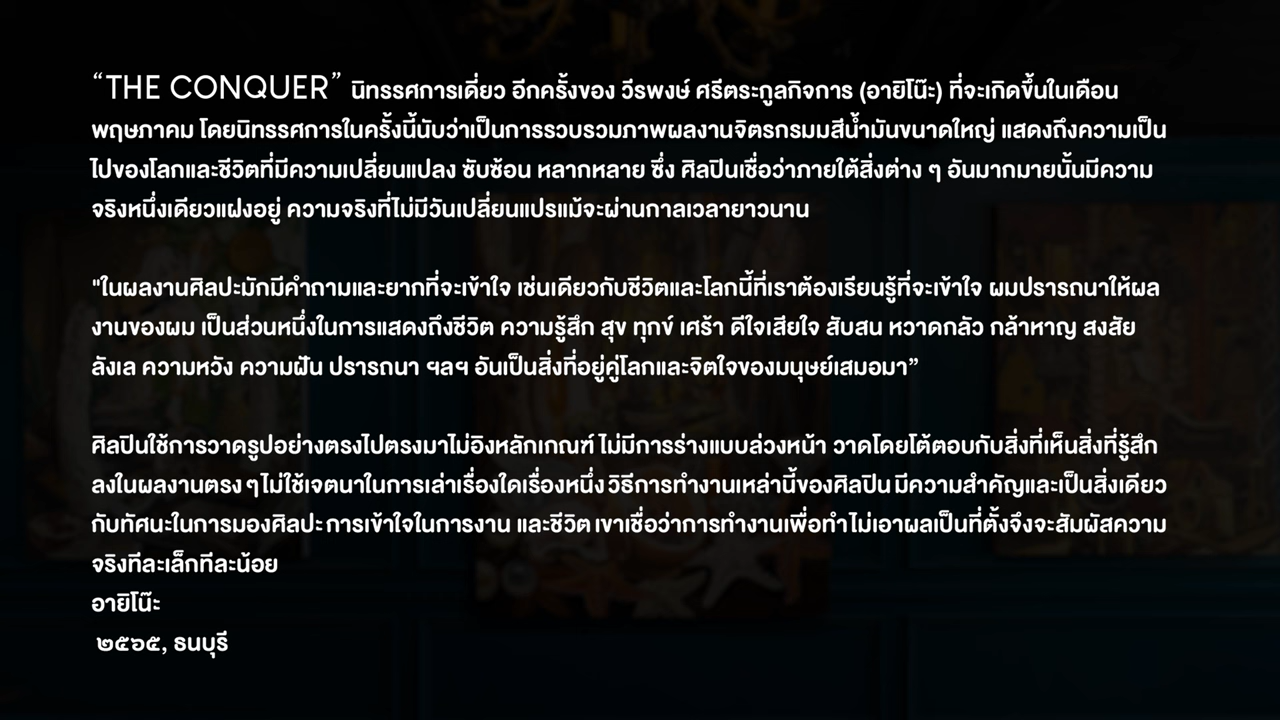 “THE CONQUER” นิทรรศการเดี่ยว อีกครั้งของ วีรพงษ์ ศรีตระกูลกิจการ (อายิโน๊ะ) ที่จะเกิดขึ้นในเดือน
พฤษภาคม โดยนิทรรศการในครั้งนี้นับว่าเป็นการรวบรวมภาพผลงานจิตรกรมมสีน้ำมันขนาดใหญ่ แสดงถึงความเป็น
ไปของโลกและชีวิตที่มีความเปลี่ยนแปลง ซับซ้อน หลากหลาย ซึ่ง ศิลปินเชื่อว่าภายใต้สิ่งต่าง ๆ อันมากมายนั้นมีความ
จริงหนึ่งเดียวแฝงอยู่ ความจริงที่ไม่มีวันเปลี่ยนแปรแม้จะผ่านกาลเวลายาวนาน
"ในผลงานศิลปะมักมีคำถามและยากที่จะเข้าใจ เช่นเดียวกับชีวิตและโลกนี้ที่เราต้องเรียนรู้ที่จะเข้าใจ ผมปรารถนาให้ผล
งานของผม เป็นส่วนหนึ่งในการแสดงถึงชีวิต ความรู้สึก สุข ทุกข์ เศร้า ดีใจเสียใจ สับสน หวาดกลัว กล้าหาญ สงสัย
ลังเล ความหวัง ความฝัน ปรารถนา ฯลฯ อันเป็นสิ่งที่อยู่คู่โลกและจิตใจของมนุษย์เสมอมา”
ศิลปินใช้การวาดรูปอย่างตรงไปตรงมาไม่อิงหลักเกณฑ์ ไม่มีการร่างแบบล่วงหน้า วาดโดยโต้ตอบกับสิ่งที่เห็นสิ่งที่รู้สึก
ลงในผลงานตรง ๆ ไม่ใช้เจตนาในการเล่าเรื่องใดเรื่องหนึ่ง วิธีการทำงานเหล่านี้ของศิลปิน มีความสำคัญและเป็นสิ่งเดียว
กับทัศนะในการมองศิลปะ การเข้าใจในการงาน และชีวิต เขาเชื่อว่าการทำงานเพื่อทำ ไม่เอาผลเป็นที่ตั้งจึงจะสัมผัสความ
จริงทีละเล็กทีละน้อย
อายิโน๊ะ
๒๕๖๕, ธนบุรี